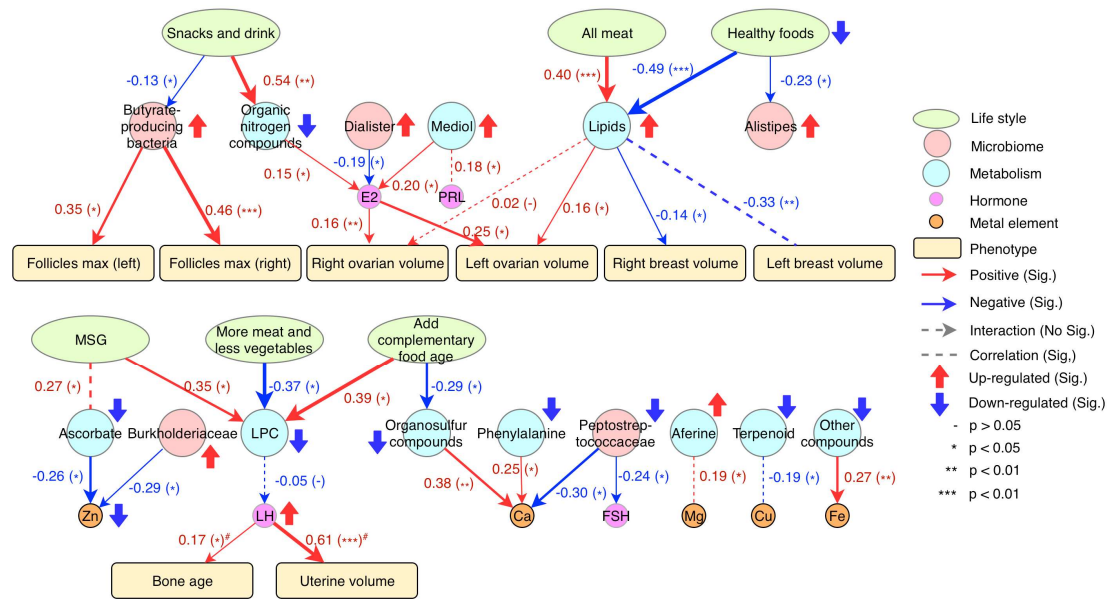 Snacks and drink
All meat
Healthy foods
-0.13 (*)
0.54 (**)
0.40 (***)
-0.49 (***)
-0.23 (*)
Butyrate-
producing
bacteria
Organic
nitrogen
compounds
Dialister
Mediol
Lipids
Alistipes
0.15 (*)
-0.19 (*)
0.20 (*)
0.18 (*)
E2
PRL
0.35 (*)
0.46 (***)
0.16 (**)
0.25 (*)
0.02 (-)
0.16 (*)
-0.14 (*)
-0.33 (**)
Follicles max (left)
Follicles max (right)
Right ovarian volume
Left ovarian volume
Right breast volume
Left breast volume
MSG
More meat and
less vegetables
Add
complementary
food age
0.27 (*)
0.35 (*)
-0.37 (*)
0.39 (*)
-0.29 (*)
Ascorbate
Burkholderiaceae
LPC
Organosulfur
compounds
Phenylalanine
Peptostrep-
tococcaceae
Aferine
Terpenoid
Other
compounds
-0.26 (*)
-0.29 (*)
-0.05 (-)
0.38 (**)
0.25 (*)
-0.30 (*)
-0.24 (*)
0.19 (*)
-0.19 (*)
0.27 (**)
Zn
LH
Ca
FSH
Mg
Cu
Fe
0.17 (*)#
0.61 (***)#
Bone age
Uterine volume
Life style
Microbiome
Metabolism
Hormone
Metal element
Phenotype
Positive (Sig.)
Negative (Sig.)
Interaction (No Sig.)
Correlation (Sig,)
Up-regulated (Sig.)
Down-regulated (Sig.)
- p > 0.05
* p < 0.05
** p < 0.01
*** p < 0.01